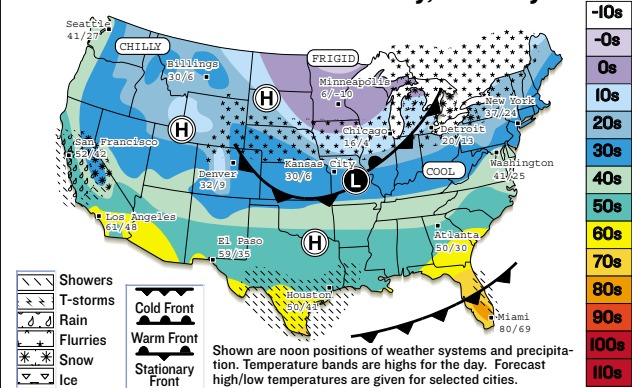 Seattle
41/27
CHILLY
Billings
30/6
FRIGID
Minneapolis
6/-10
H
H
New York
37/24
Chicago
16/4
Detroit
20/13
San Francisco
52/42
Denver
32/9
Kansas City
30/6
L
COOL
Washington
41/25
Los Angeles
61/48
El Paso
59/35
H
Atlanta
50/30
Houston
Miami
80/69
-10s
-0s
0s
10s
20s
30s
40s
50s
60s
70s
80s
90s
100s
110s
Showers
T-storms
Rain
Flurries
Snow
Ice
Cold Front
Warm Front
Stationary
Front
Shown are noon positions of weather systems and precipita-
tion. Temperature bands are highs for the day. Forecast
high/low temperatures are given for selected cities.